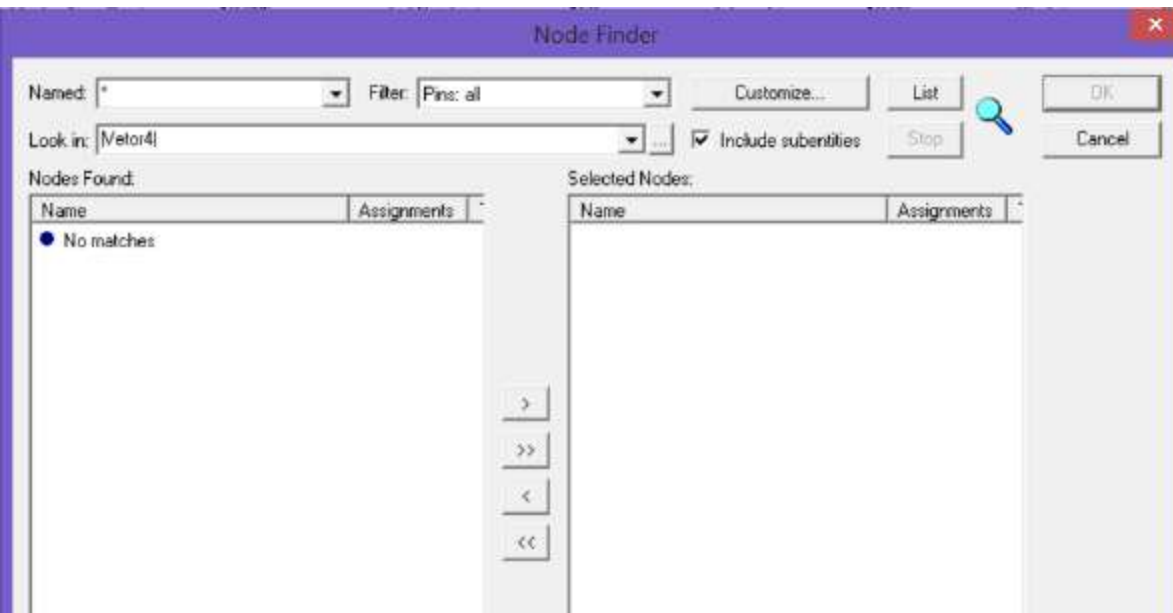 Node Finder
Named: * Filter: Pins: all Customize... List OK
Look in: |Vetor4| ... Include subentities Stop Cancel
Nodes Found: Selected Nodes:
Name Assignments Name Assignments
No matches
>
>>
<
<<